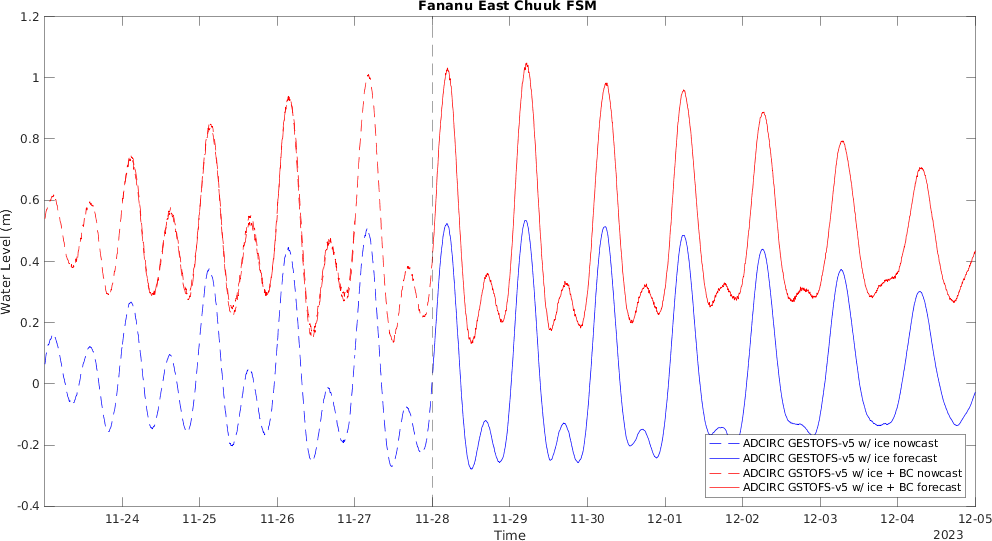 Fananu East Chuuk FSM
1.2
1
0.8
0.6
0.4
0.2
0
-0.2
-0.4
Water Level (m)
ADCIRC GESTOFS-v5 w/ ice nowcast
ADCIRC GESTOFS-v5 w/ ice forecast
ADCIRC GSTOFS-v5 w/ ice + BC nowcast
ADCIRC GSTOFS-v5 w/ ice + BC forecast
11-24 11-25 11-26 11-27 11-28 11-29 11-30 12-01 12-02 12-03 12-04 12-05
Time
2023